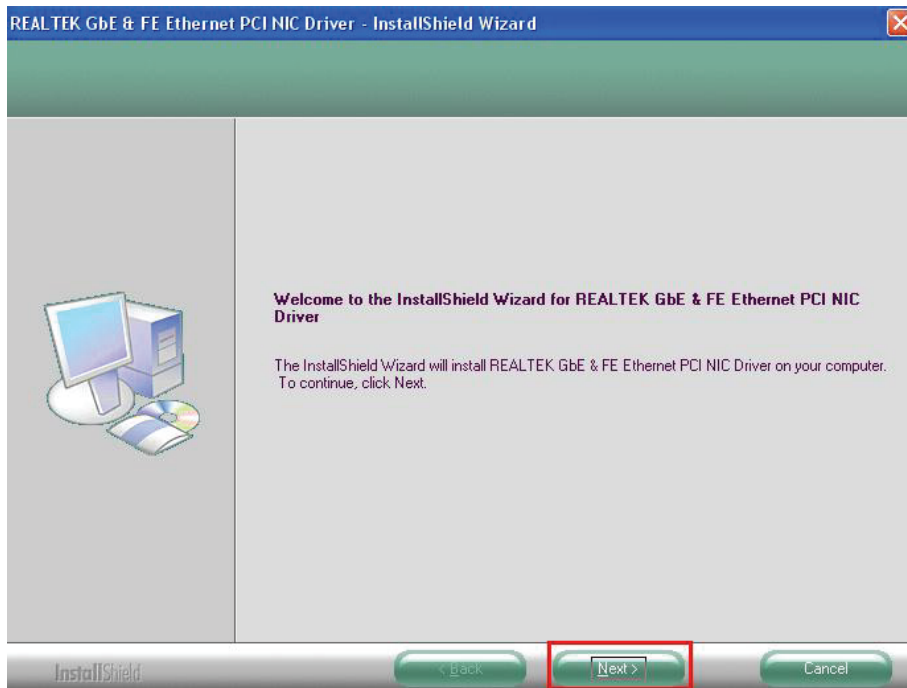 REALTEK GbE & FE Ethernet PCI NIC Driver - InstallShield Wizard
Welcome to the InstallShield Wizard for REALTEK GbE & FE Ethernet PCI NIC
Driver
The InstallShield Wizard will install REALTEK GbE & FE Ethernet PCI NIC Driver on your computer.
To continue, click Next.
InstallShield
< Back
Next >
Cancel